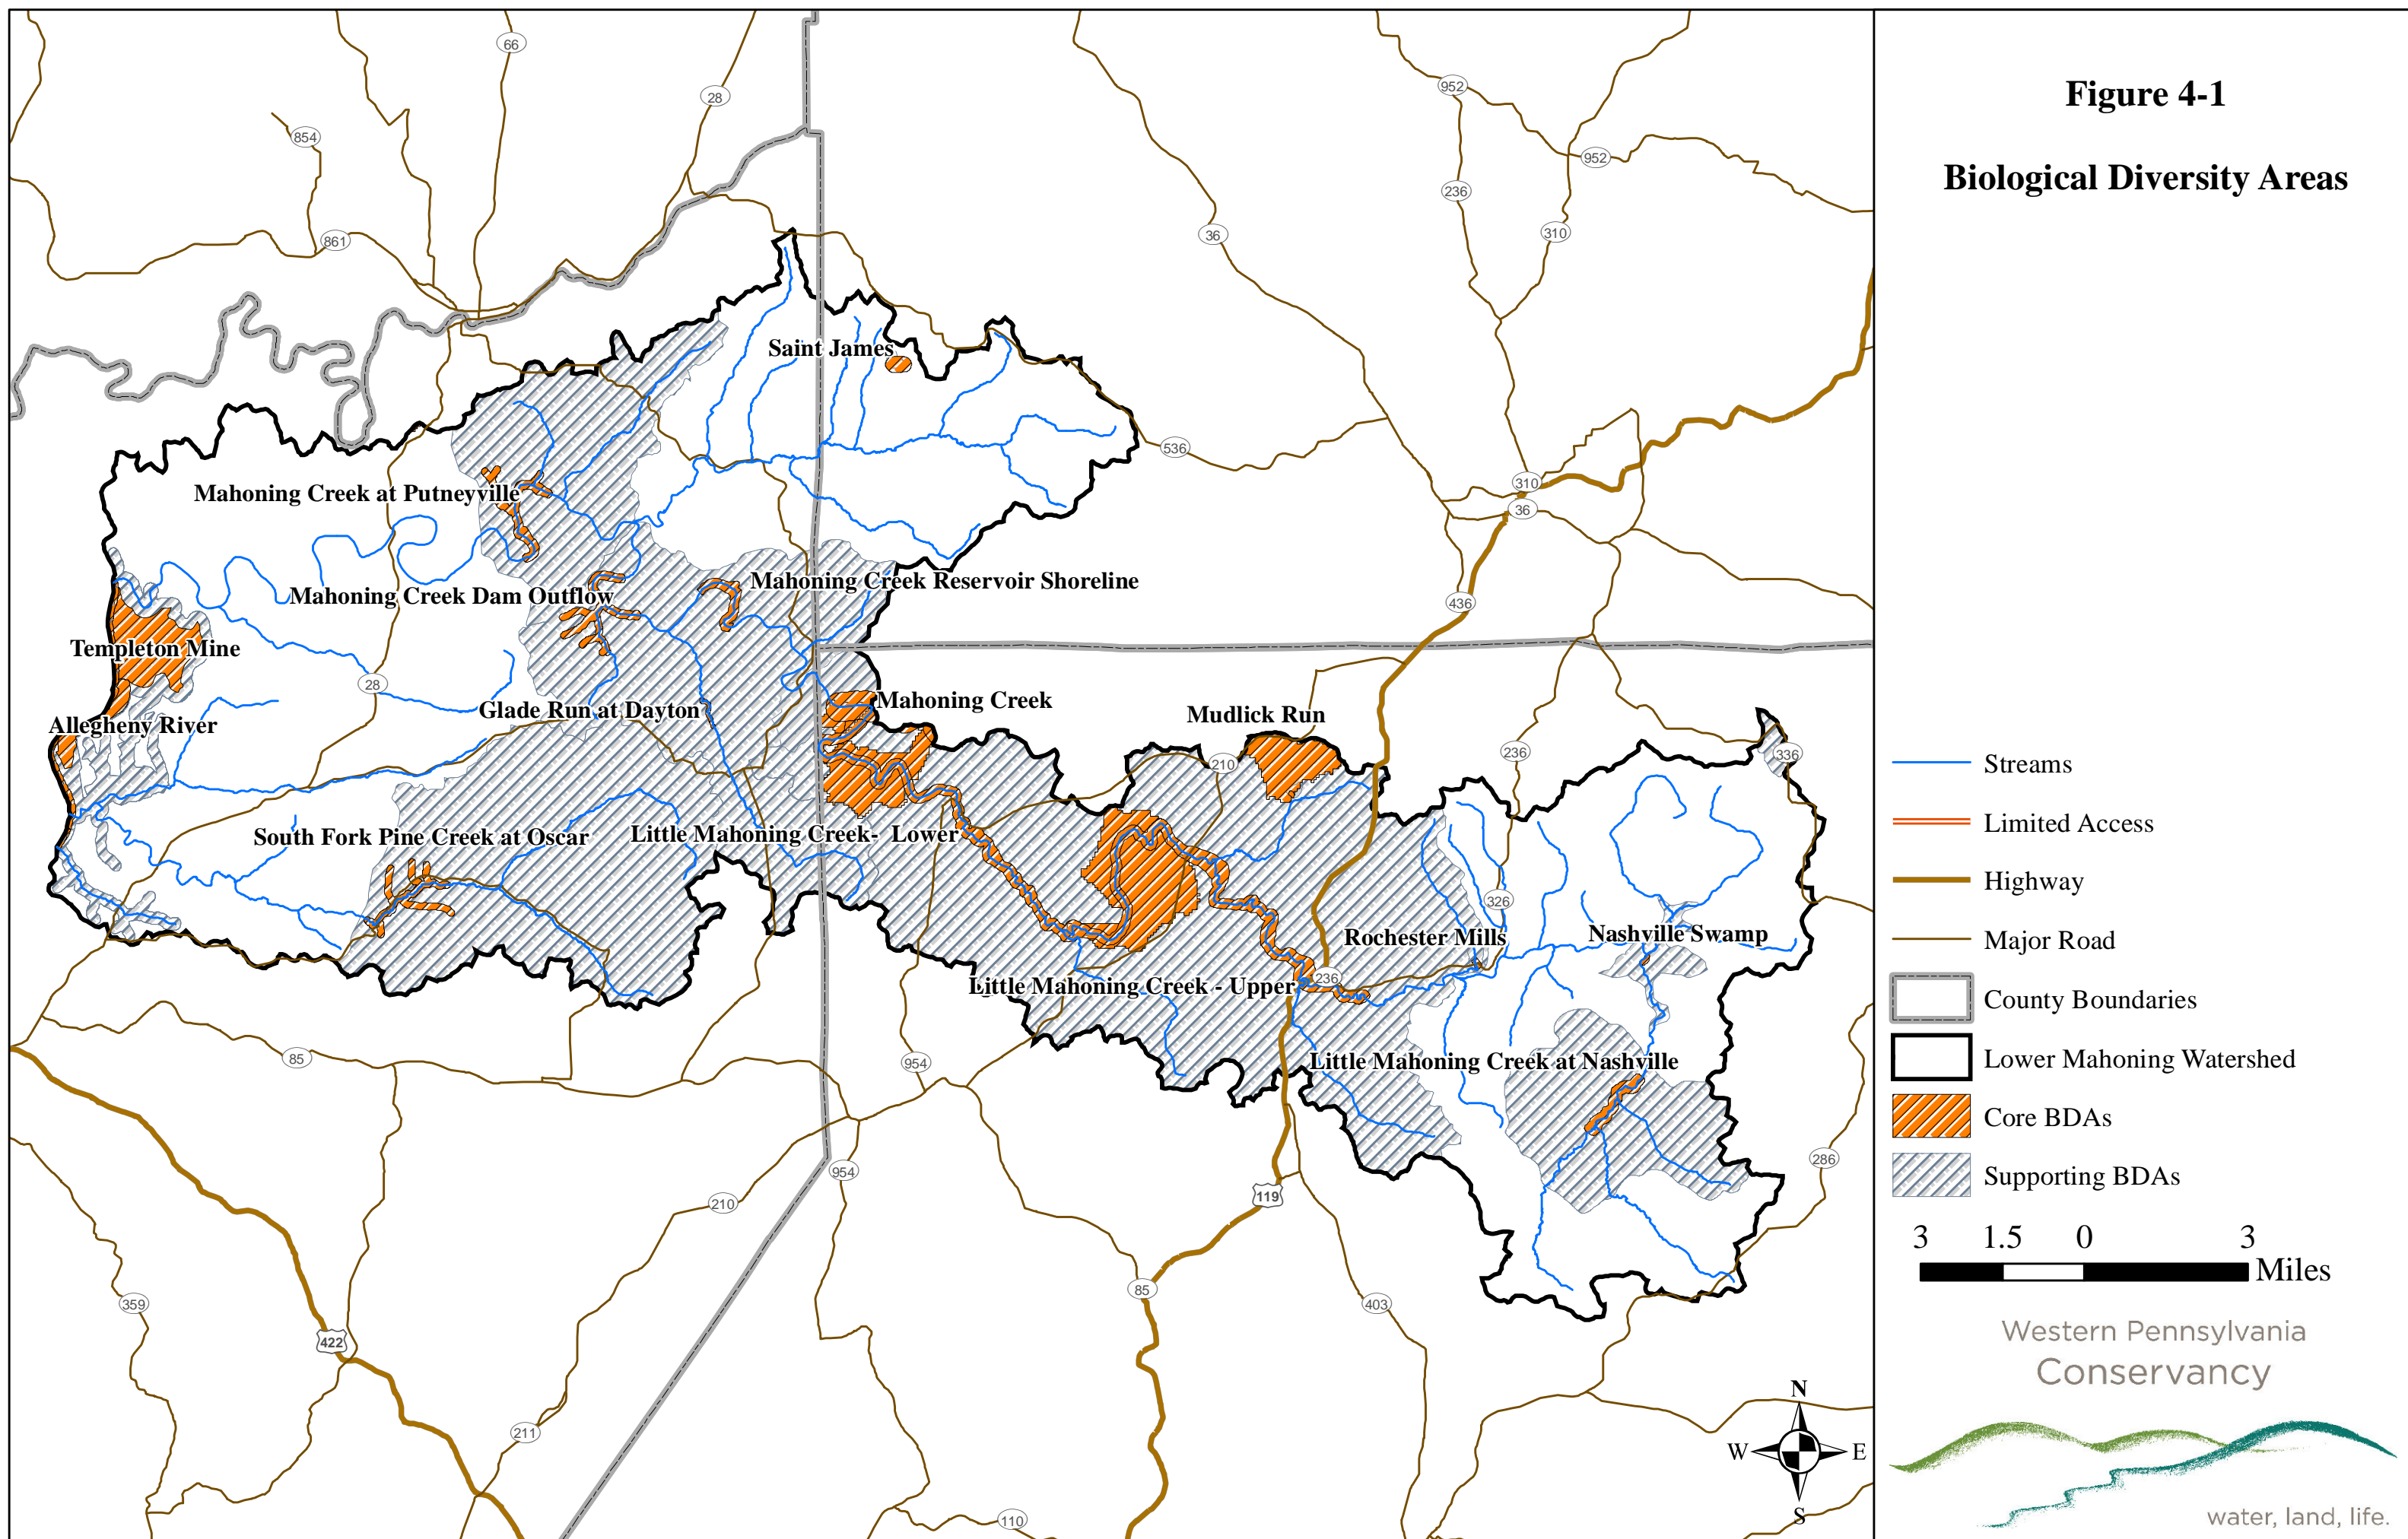 Figure 4-1
Biological Diversity Areas
66
28
854
861
952
952
236
310
36
536
310
36
436
Saint James
Mahoning Creek at Putneyville
Mahoning Creek Dam Outflow
Mahoning Creek Reservoir Shoreline
Templeton Mine
28
Allegheny River
Glade Run at Dayton
Mahoning Creek
Mudlick Run
210
236
336
South Fork Pine Creek at Oscar
Little Mahoning Creek- Lower
326
Rochester Mills
Nashville Swamp
236
Little Mahoning Creek - Upper
Little Mahoning Creek at Nashville
85
954
954
286
119
210
85
403
359
422
211
110
Streams
Limited Access
Highway
Major Road
County Boundaries
Lower Mahoning Watershed
Core BDAs
Supporting BDAs
3 1.5 0 3
Miles
N
W E
S
Western Pennsylvania
Conservancy
water, land, life.